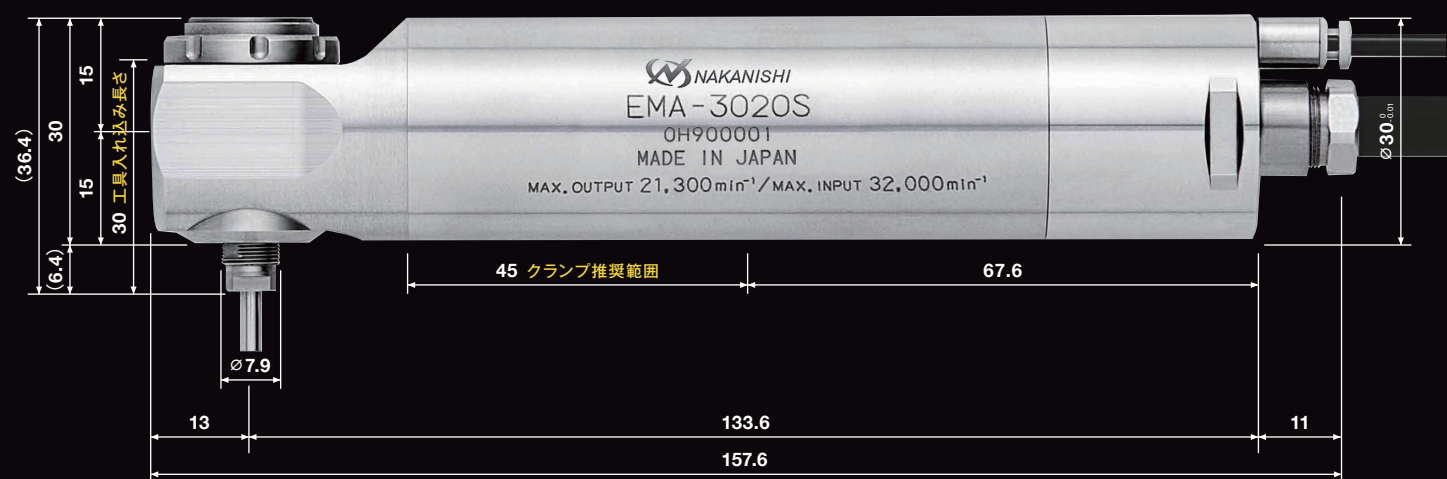 NAKANISHI
EMA-3020S
0H900001
MADE IN JAPAN
MAX. OUTPUT 21,300min⁻¹/MAX. INPUT 32,000min⁻¹
(36.4)
30
15
15
30 工具入れ込み長さ
(6.4)
⌀30 0 -0.01
45 クランプ推奨範囲
67.6
⌀7.9
13
133.6
11
157.6